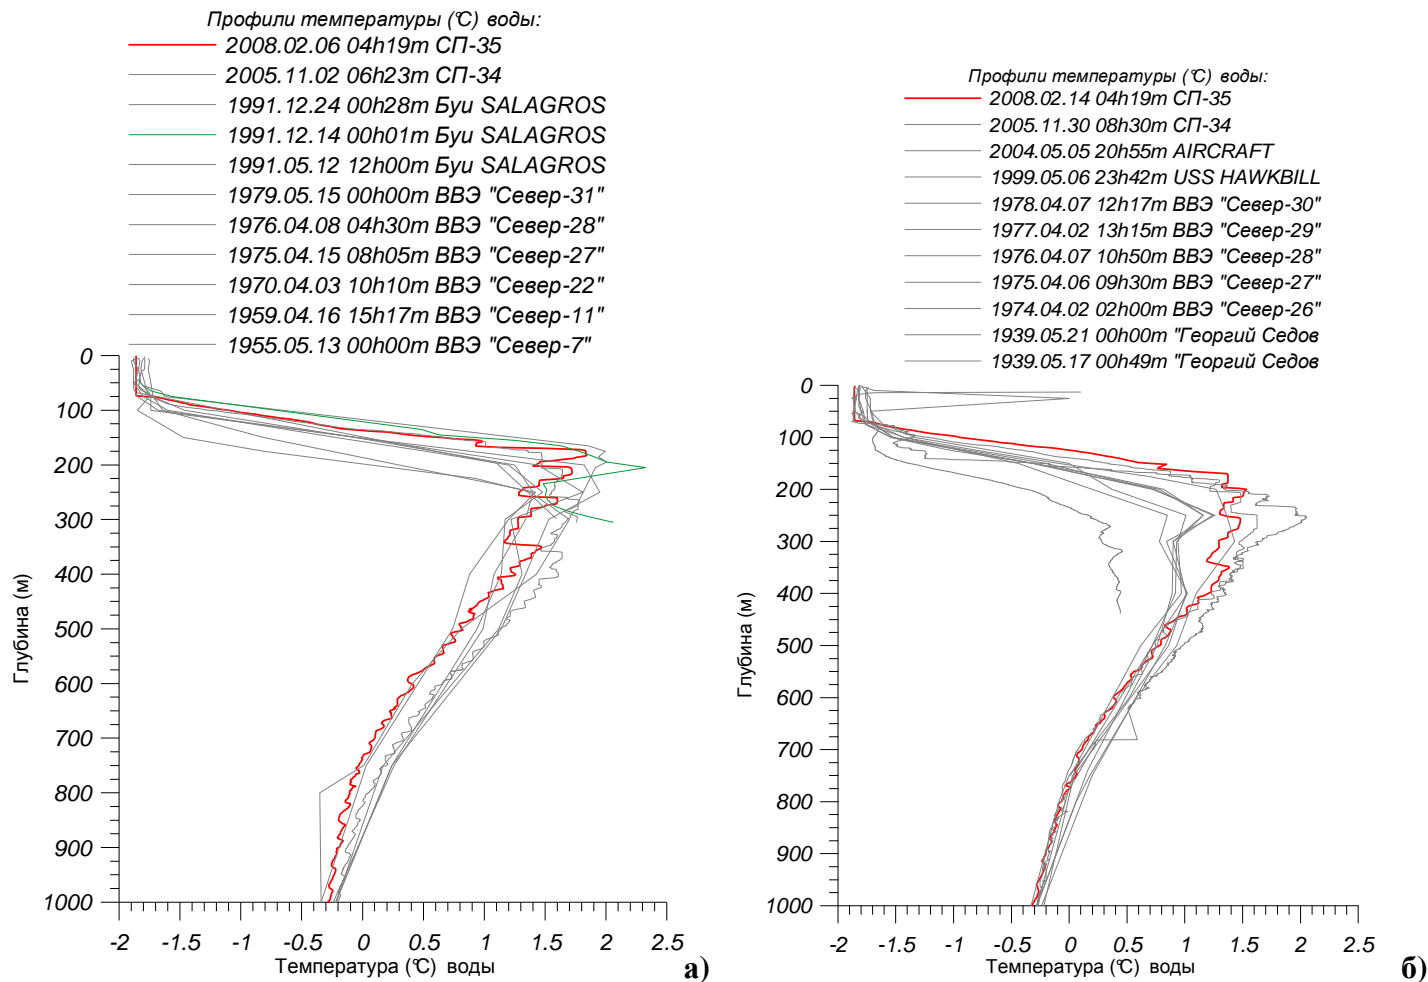 Профили температуры (°C) воды:
2008.02.06 04h19m СП-35
2005.11.02 06h23m СП-34
1991.12.24 00h28m Буи SALAGROS
1991.12.14 00h01m Буи SALAGROS
1991.05.12 12h00m Буи SALAGROS
1979.05.15 00h00m ВВЭ "Север-31"
1976.04.08 04h30m ВВЭ "Север-28"
1975.04.15 08h05m ВВЭ "Север-27"
1970.04.03 10h10m ВВЭ "Север-22"
1959.04.16 15h17m ВВЭ "Север-11"
1955.05.13 00h00m ВВЭ "Север-7"
0
100
200
300
400
500
600
700
800
900
1000
Глубина (м)
-2 -1.5 -1 -0.5 0 0.5 1 1.5 2 2.5
Температура (°C) воды
а)
Профили температуры (°C) воды:
2008.02.14 04h19m СП-35
2005.11.30 08h30m СП-34
2004.05.05 20h55m AIRCRAFT
1999.05.06 23h42m USS HAWKBILL
1978.04.07 12h17m ВВЭ "Север-30"
1977.04.02 13h15m ВВЭ "Север-29"
1976.04.07 10h50m ВВЭ "Север-28"
1975.04.06 09h30m ВВЭ "Север-27"
1974.04.02 02h00m ВВЭ "Север-26"
1939.05.21 00h00m "Георгий Седов
1939.05.17 00h49m "Георгий Седов
0
100
200
300
400
500
600
700
800
900
1000
Глубина (м)
-2 -1.5 -1 -0.5 0 0.5 1 1.5 2 2.5
Температура (°C) воды
б)